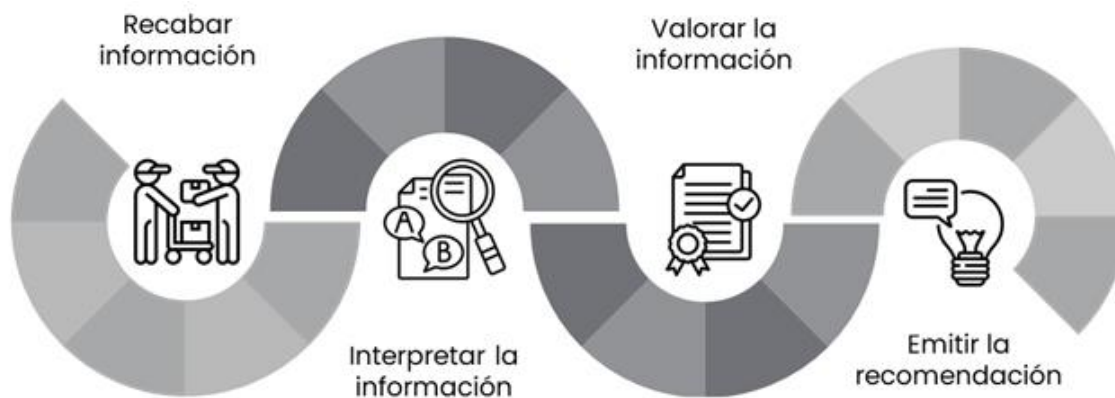 Recabar
información
Interpretar la
información
A
B
Valorar la
información
Emitir la
recomendación